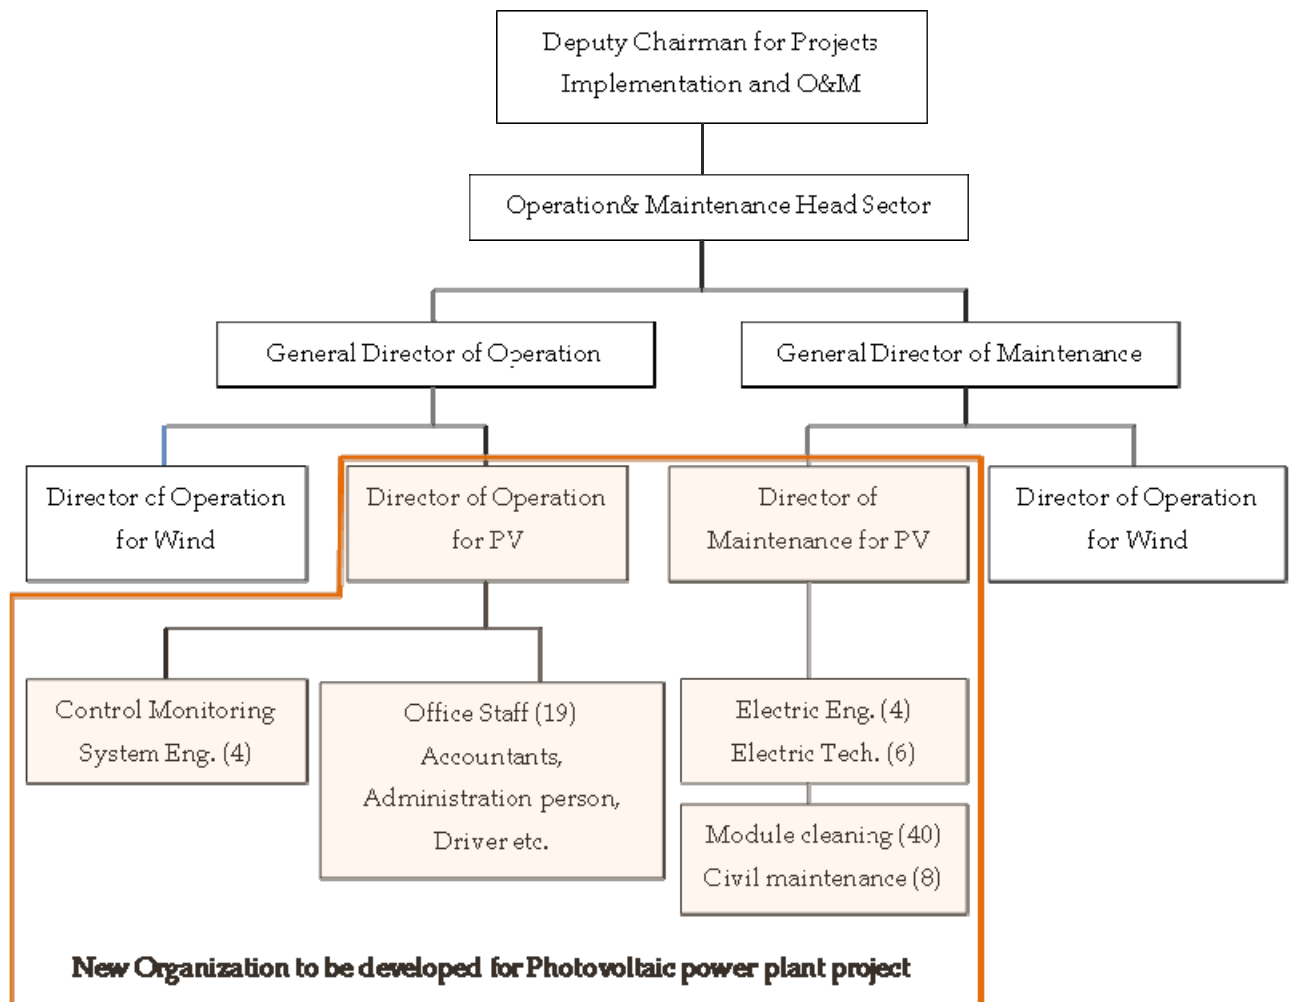 Deputy Chairman for Projects
Implementation and O&M
Operation& Maintenance Head Sector
General Director of Operation
General Director of Maintenance
Director of Operation
for Wind
Director of Operation
for PV
Director of
Maintenance for PV
Director of Operation
for Wind
Control Monitoring
System Eng. (4)
Office Staff (19)
Accountants,
Administration person,
Driver etc.
Electric Eng. (4)
Electric Tech. (6)
Module cleaning (40)
Civil maintenance (8)
New Organization to be developed for Photovoltaic power plant project